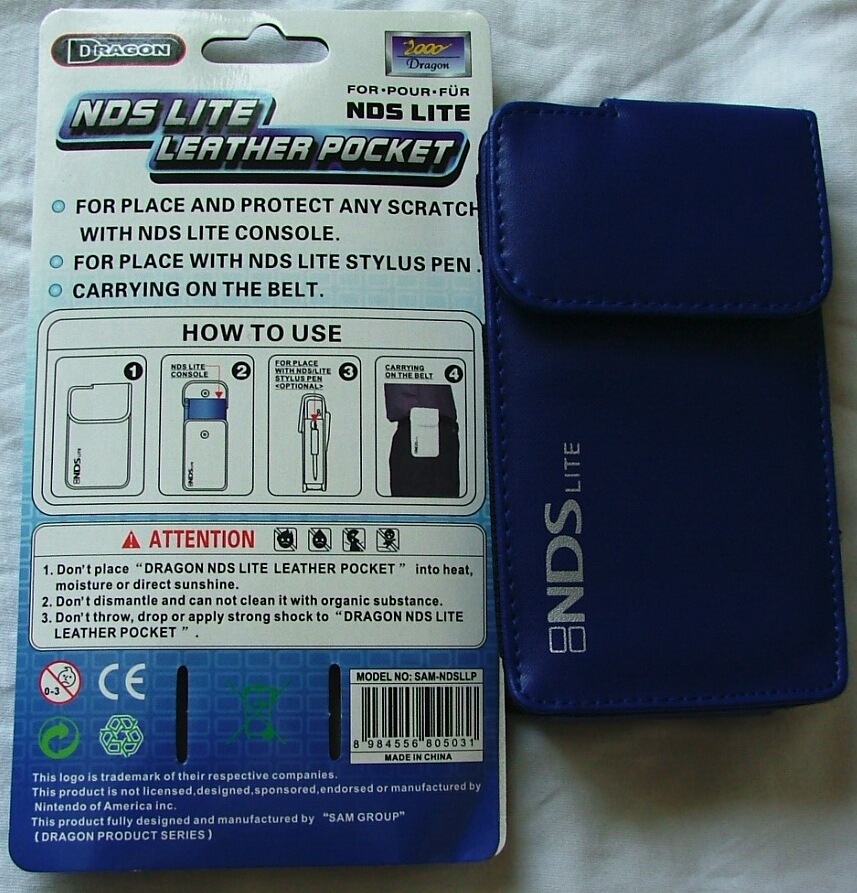 DRAGON
2000
Dragon
FOR·POUR·FÜR
NDS LITE
NDS LITE
LEATHER POCKET
FOR PLACE AND PROTECT ANY SCRATCH
WITH NDS LITE CONSOLE.
FOR PLACE WITH NDS LITE STYLUS PEN .
CARRYING ON THE BELT.
HOW TO USE
1
NDS LITE
NDS LITE
CONSOLE
2
NDS LITE
FOR PLACE
WITH NDS/LITE
STYLUS PEN
<OPTIONAL>
3
CARRYING
ON THE BELT
4
ATTENTION
1. Don't place “DRAGON NDS LITE LEATHER POCKET ” into heat,
moisture or direct sunshine.
2. Don't dismantle and can not clean it with organic substance.
3. Don't throw, drop or apply strong shock to “DRAGON NDS LITE
LEATHER POCKET ” .
0-3
CE
MODEL NO: SAM-NDSLLP
8 984556 805031
MADE IN CHINA
This logo is trademark of their respective companies.
This product is not licensed,designed,sponsored,endorsed or manufactured by
Nintendo of America inc.
This product fully designed and manufactured by “SAM GROUP”
( DRAGON PRODUCT SERIES )
NDS LITE